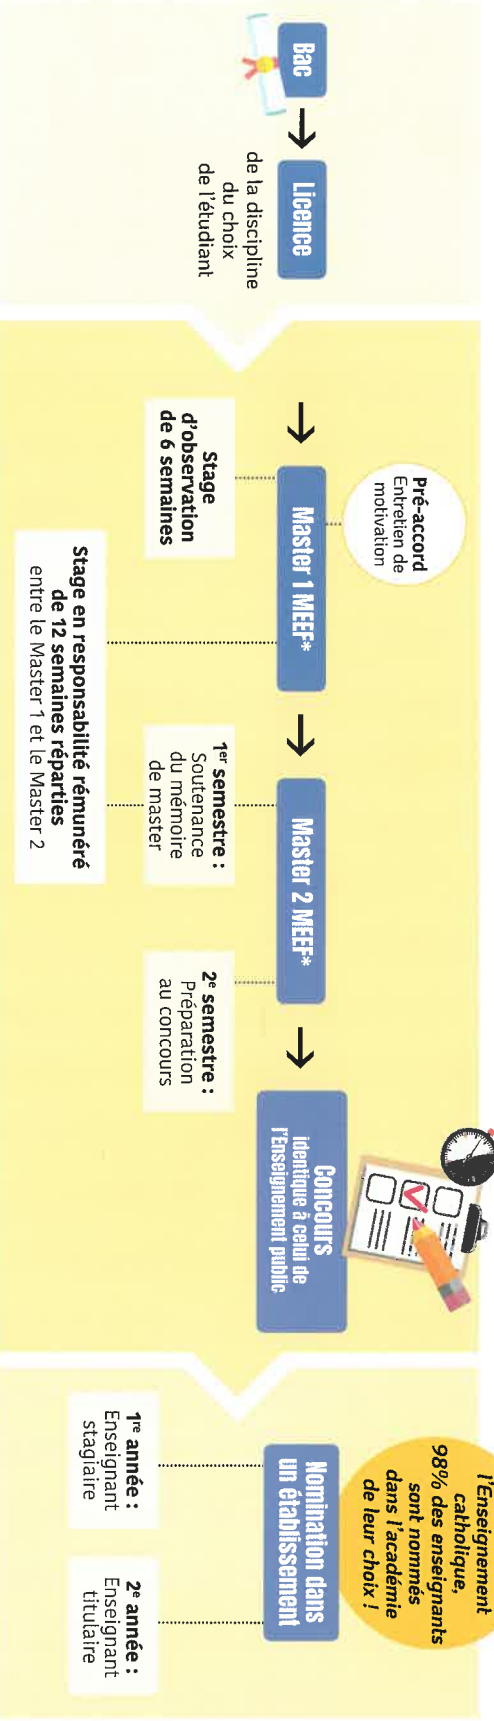 Bac
Licence
de la discipline
du choix
de l'étudiant
Pré-accord
Entretien de
motivation
Master 1 MEEF*
Stage
d'observation
de 6 semaines
Stage en responsabilité rémunéré
de 12 semaines réparties
entre le Master 1 et le Master 2
Master 2 MEEF*
1er semestre :
Soutenance
du mémoire
de master
2e semestre :
Préparation
au concours
Concours
identique à celui de
l'Enseignement public
l'Enseignement
catholique,
98% des enseignants
sont nommés
dans l'académie
de leur choix !
Nomination dans
un établissement
1re année :
Enseignant
stagiaire
2e année :
Enseignant
titulaire